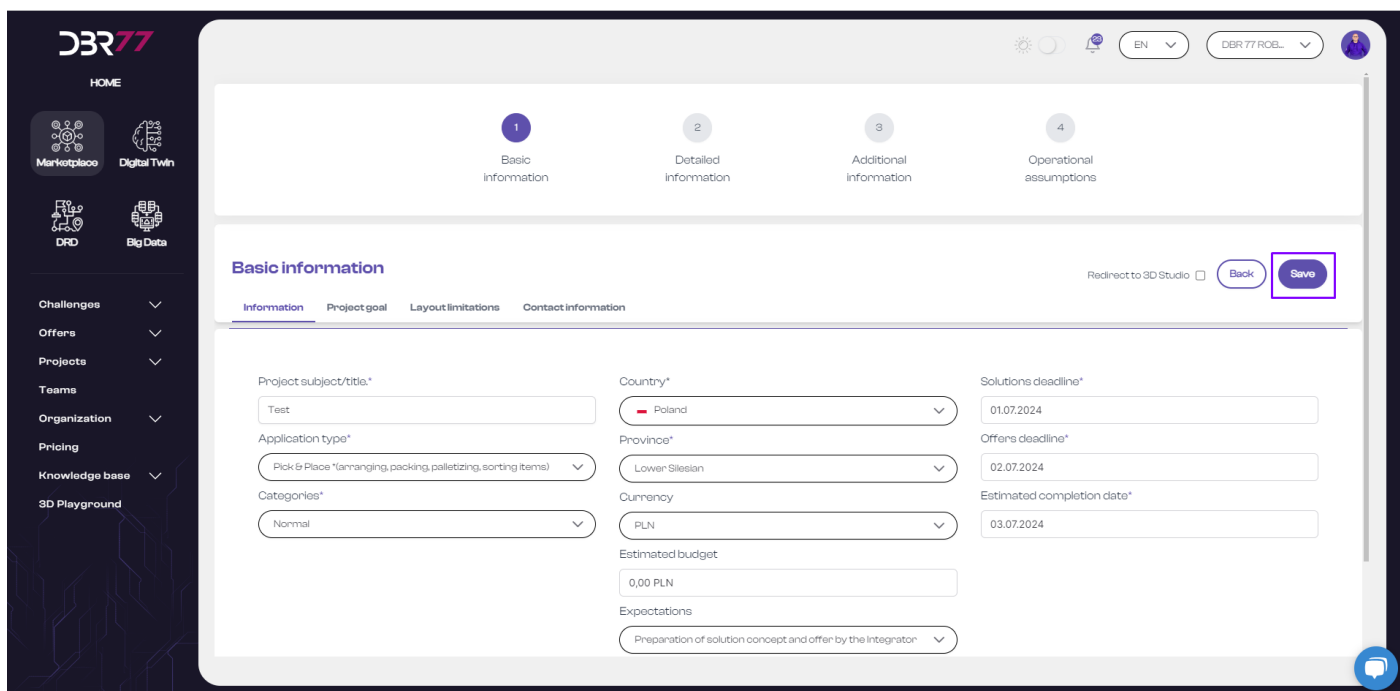 DBR77
EN
DBR 77 ROB...
29
HOME
Marketplace
Digital Twin
DRD
Big Data
Challenges
Offers
Projects
Teams
Organization
Pricing
Knowledge base
3D Playground
1
2
3
4
Basic
information
Detailed
information
Additional
information
Operational
assumptions
Basic information
Redirect to 3D Studio
Back
Save
Information
Project goal
Layout limitations
Contact information
Project subject/title.*
Test
Application type*
Pick & Place *(arranging, packing, palletizing, sorting items)
Categories*
Normal
Country*
Poland
Province*
Lower Silesian
Currency
PLN
Estimated budget
0,00 PLN
Expectations
Preparation of solution concept and offer by the Integrator
Solutions deadline*
01.07.2024
Offers deadline*
02.07.2024
Estimated completion date*
03.07.2024